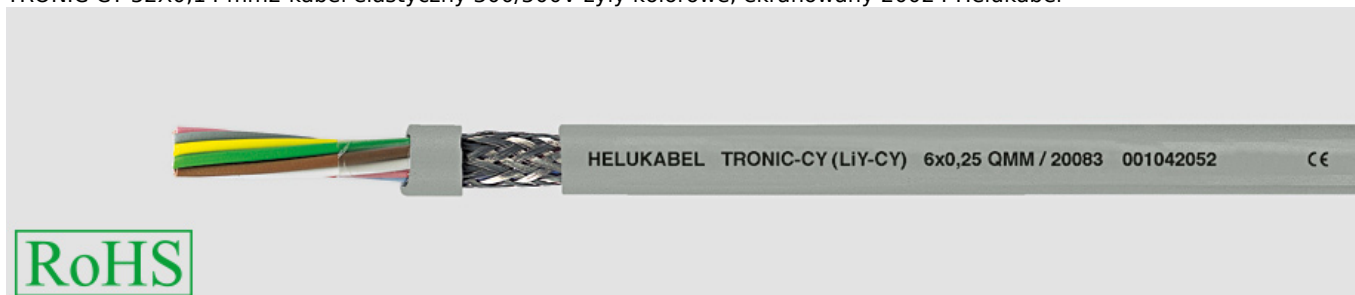 HELUKABEL TRONIC-CY (LiY-CY) 6x0,25 QMM / 20083 001042052 CE
RoHS